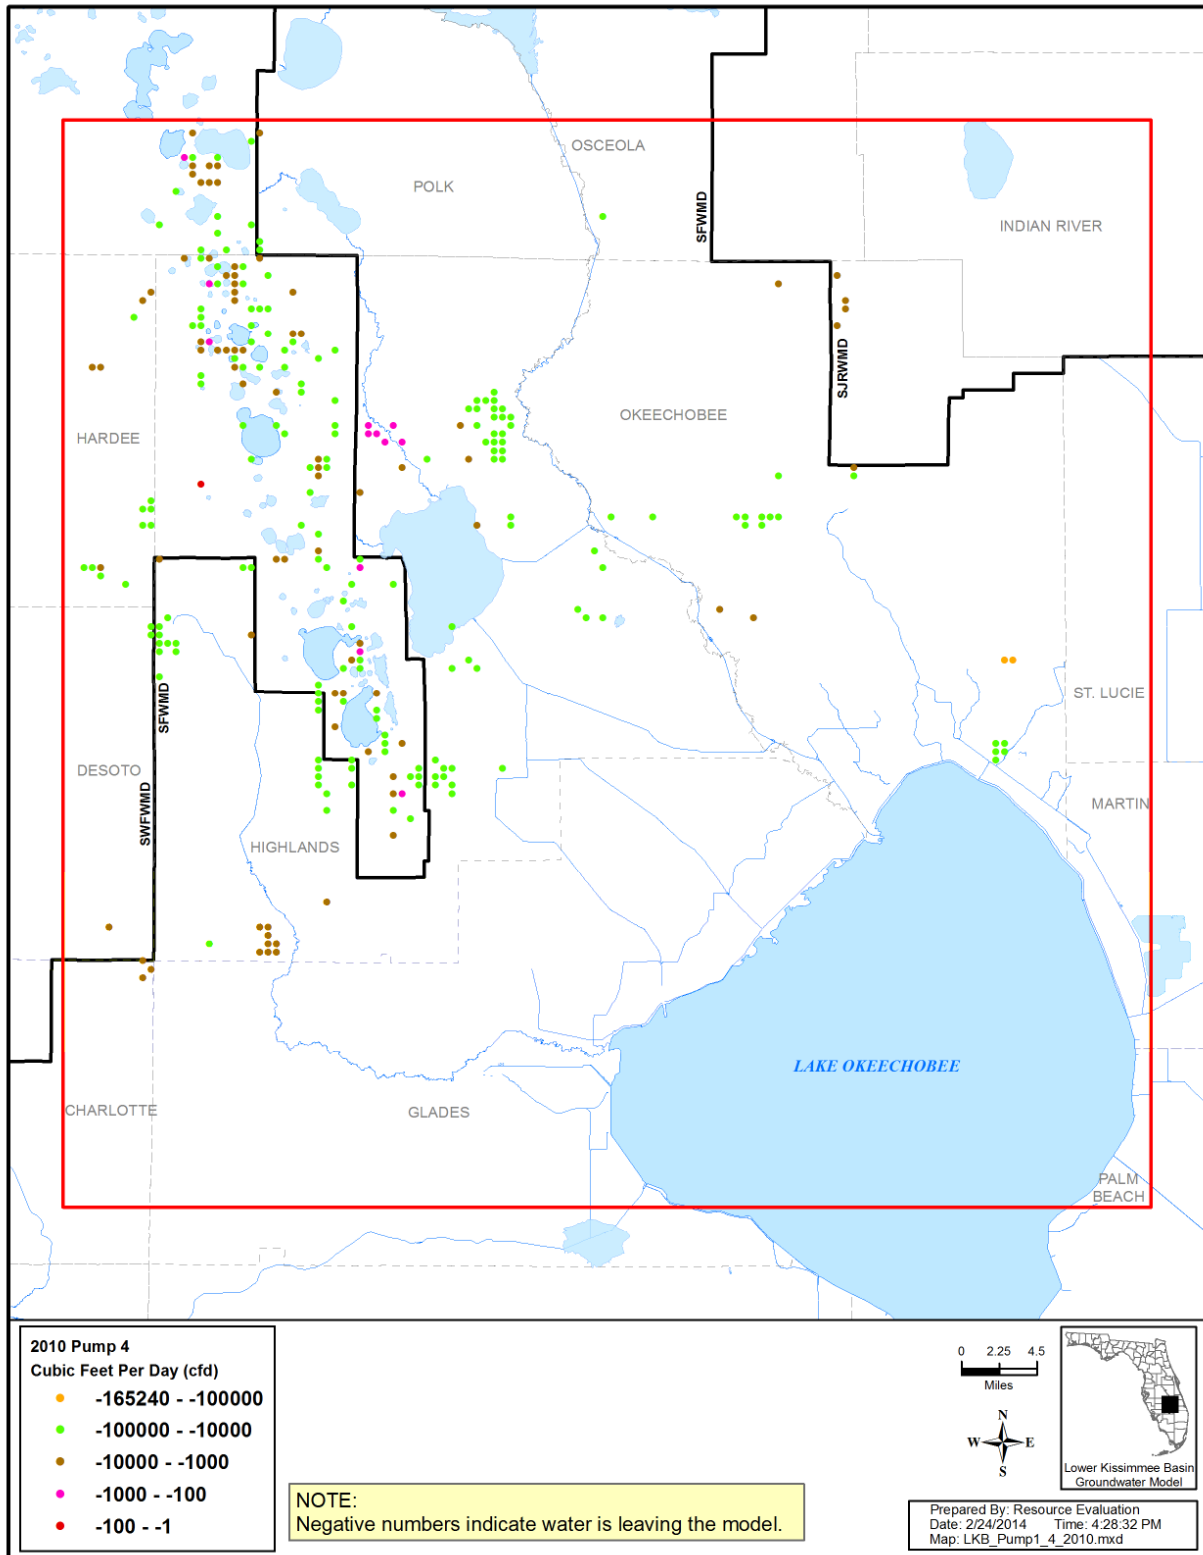 OSCEOLA
POLK
INDIAN RIVER
SFWMD
SJRWMD
OKEECHOBEE
HARDEE
ST. LUCIE
SFWMD
DESOTO
MARTIN
SWFWMD
HIGHLANDS
LAKE OKEECHOBEE
CHARLOTTE
GLADES
PALM
BEACH
2010 Pump 4
Cubic Feet Per Day (cfd)
-165240 - -100000
-100000 - -10000
-10000 - -1000
-1000 - -100
-100 - -1
NOTE:
Negative numbers indicate water is leaving the model.
0 2.25 4.5
Miles
N
W E
S
Lower Kissimmee Basin
Groundwater Model
Prepared By: Resource Evaluation
Date: 2/24/2014 Time: 4:28:32 PM
Map: LKB_Pump1_4_2010.mxd